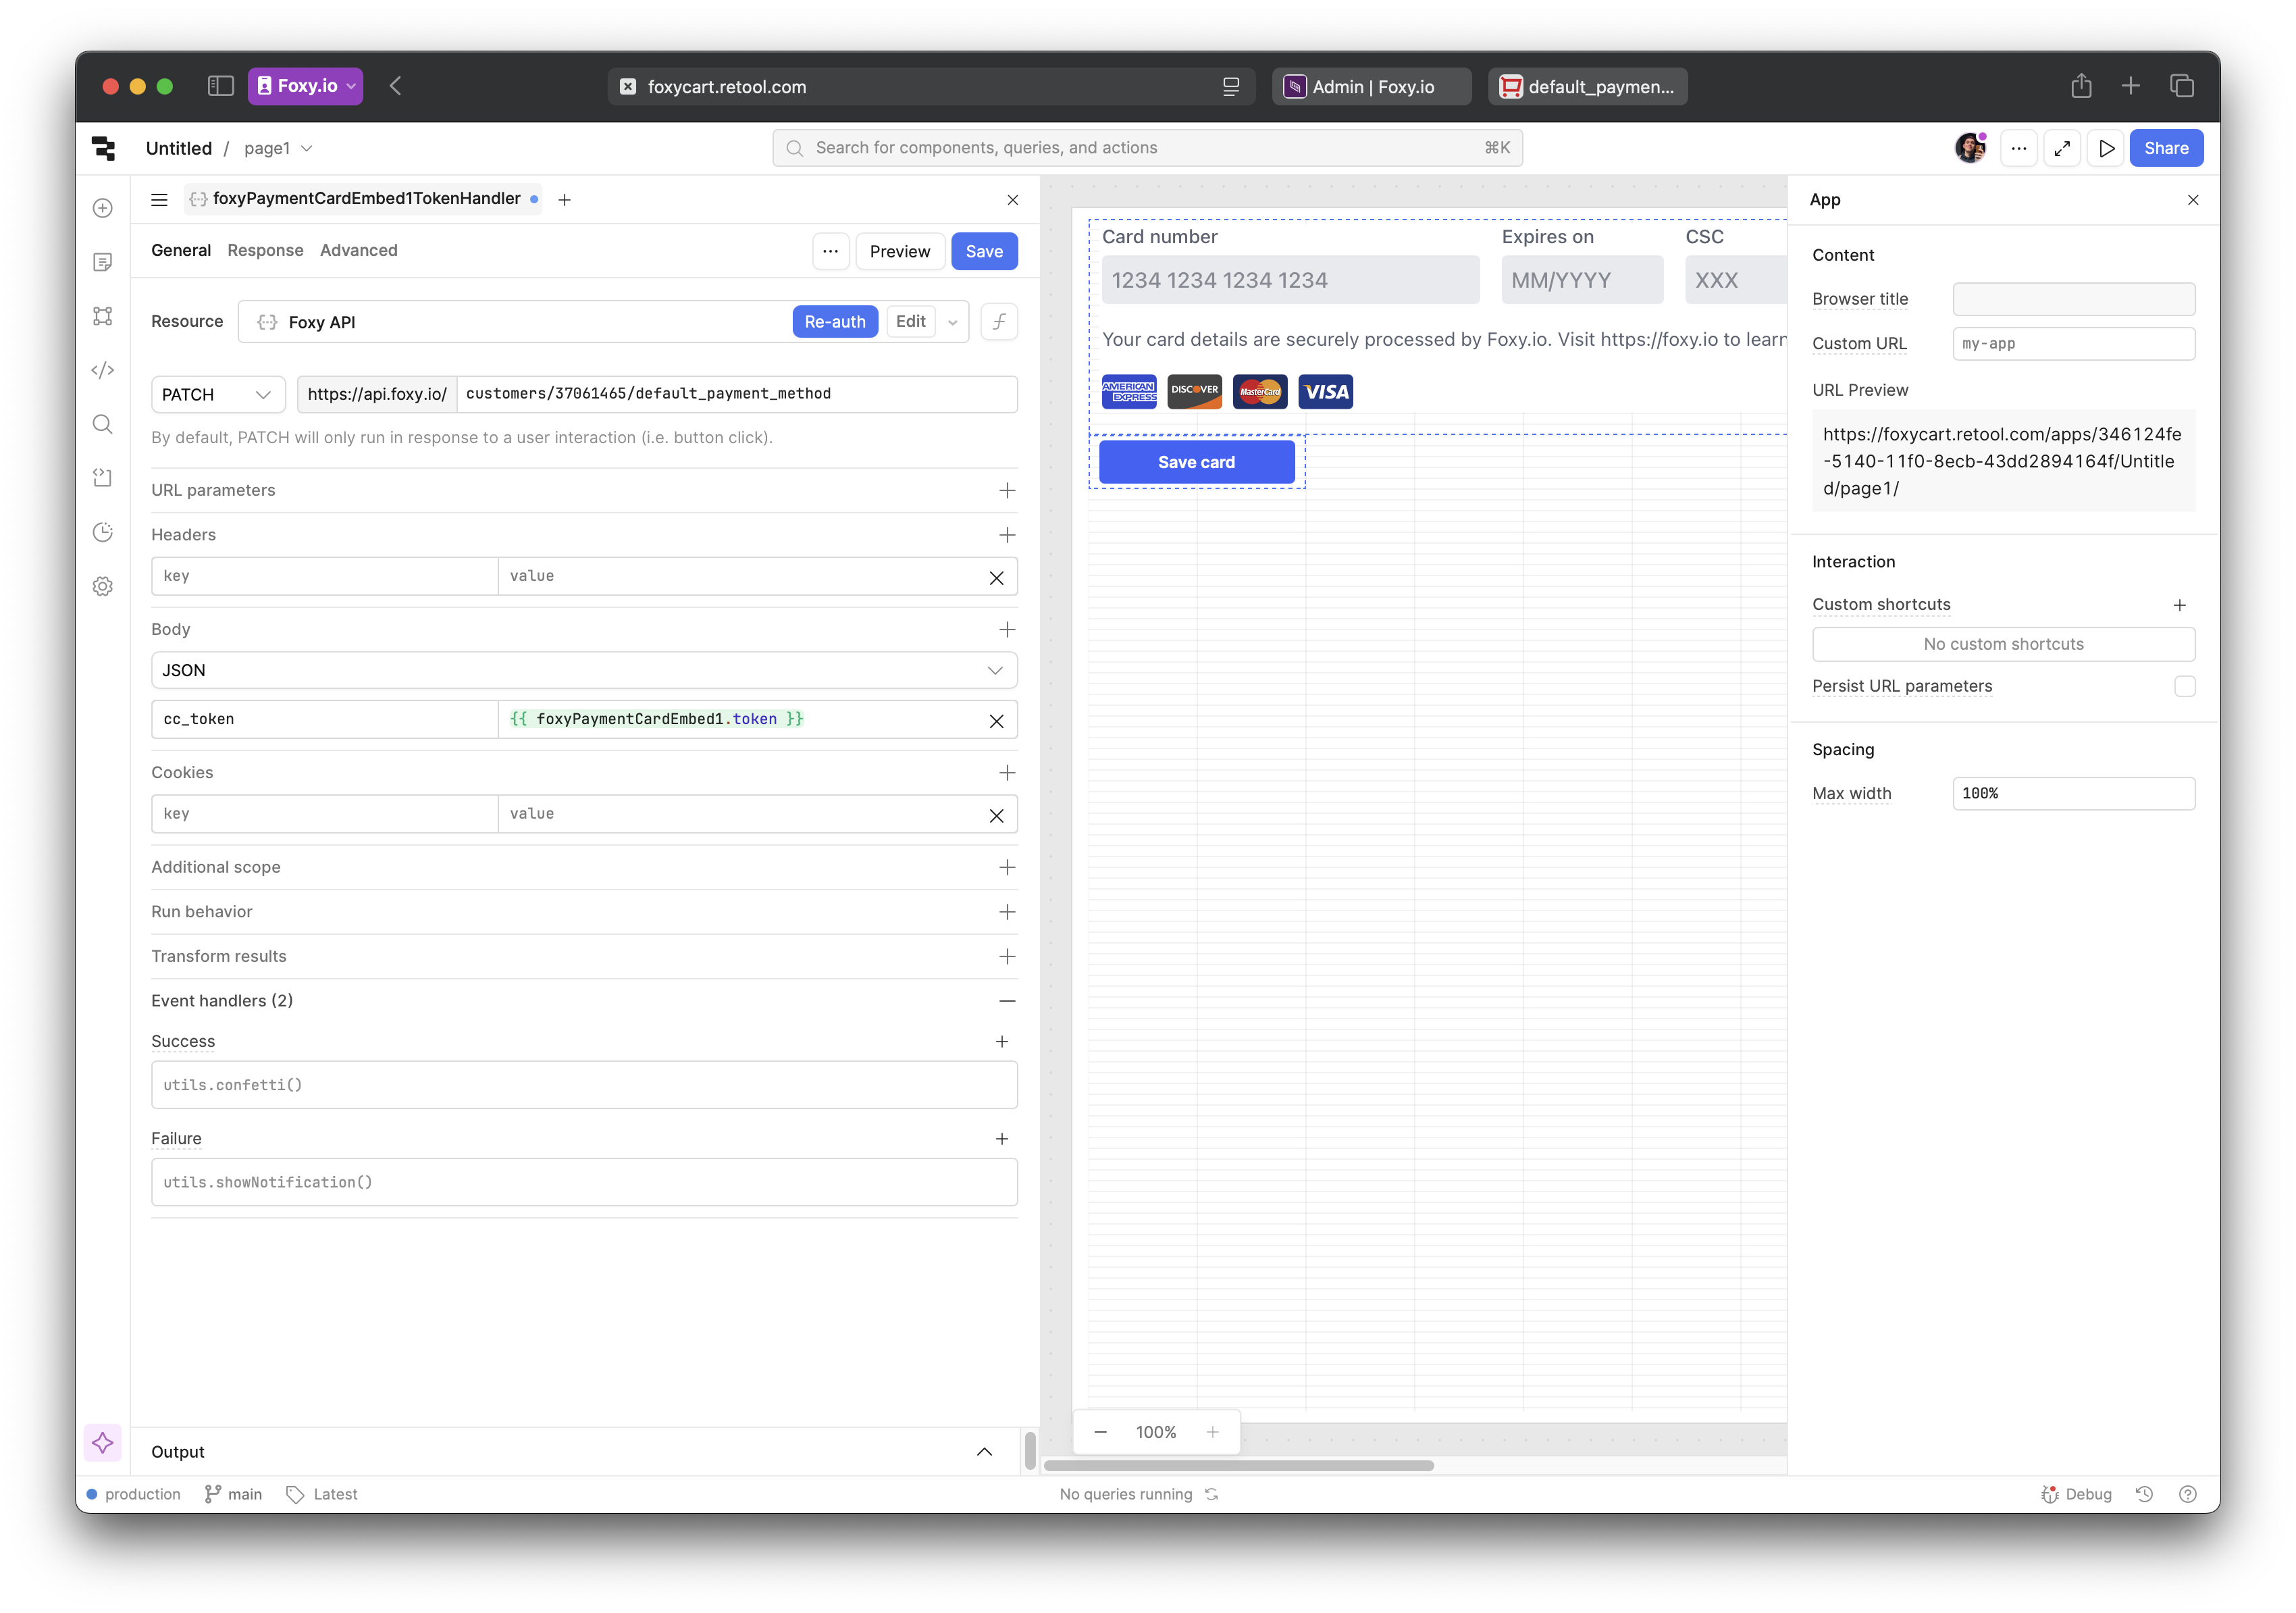 Foxy.io
foxycart.retool.com
Admin | Foxy.io
default_paymen...
Untitled / page1
Search for components, queries, and actions
⌘K
Share
foxyPaymentCardEmbed1TokenHandler
General Response Advanced
Preview
Save
Resource
Foxy API
Re-auth
Edit
PATCH
https://api.foxy.io/
customers/37061465/default_payment_method
By default, PATCH will only run in response to a user interaction (i.e. button click).
URL parameters
Headers
key
value
Body
JSON
cc_token
{{ foxyPaymentCardEmbed1.token }}
Cookies
key
value
Additional scope
Run behavior
Transform results
Event handlers (2)
Success
utils.confetti()
Failure
utils.showNotification()
Output
Card number
Expires on
CSC
1234 1234 1234 1234
MM/YYYY
XXX
Your card details are securely processed by Foxy.io. Visit https://foxy.io to learn
AMERICAN EXPRESS
DISCOVER
MasterCard
VISA
Save card
100%
App
Content
Browser title
Custom URL
my-app
URL Preview
https://foxycart.retool.com/apps/346124fe
-5140-11f0-8ecb-43dd2894164f/Untitle
d/page1/
Interaction
Custom shortcuts
No custom shortcuts
Persist URL parameters
Spacing
Max width
100%
production
main
Latest
No queries running
Debug